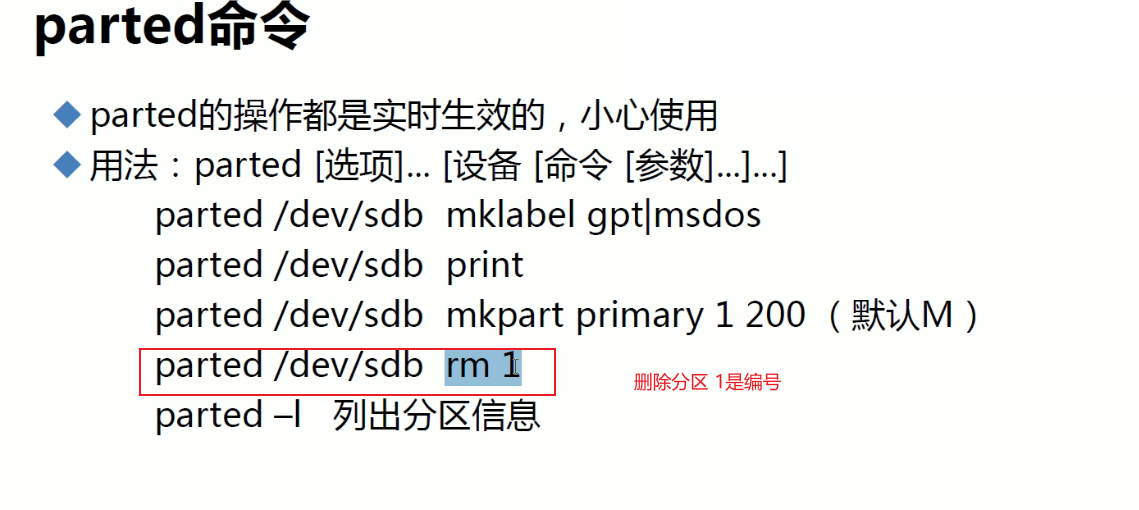 parted命令
parted的操作都是实时生效的，小心使用
用法：parted [选项]... [设备 [命令 [参数]...]...]
parted /dev/sdb mklabel gpt|msdos
parted /dev/sdb print
parted /dev/sdb mkpart primary 1 200 （默认M）
parted /dev/sdb rm 1
删除分区 1是编号
parted –l 列出分区信息